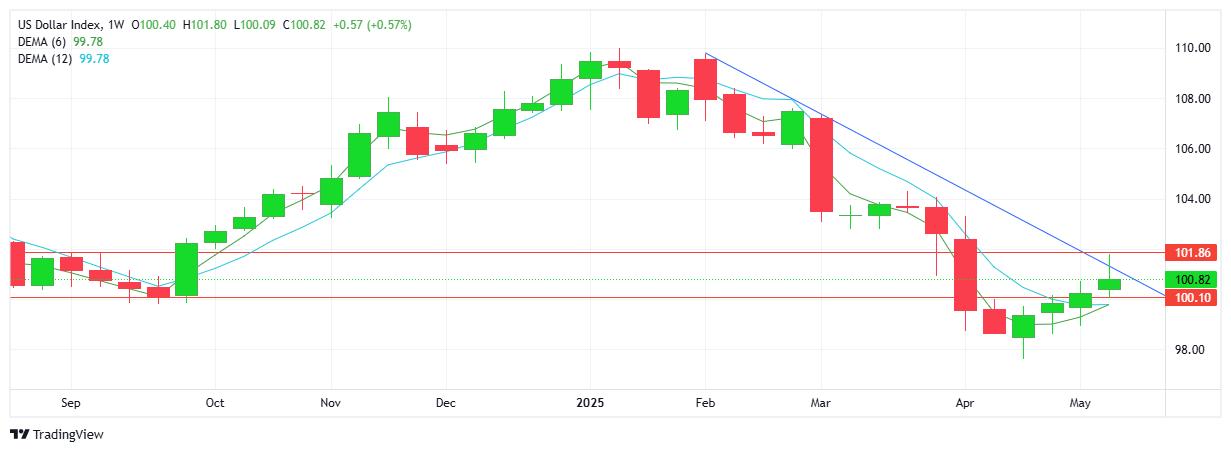 US Dollar Index, 1W O100.40 H101.80 L100.09 C100.82 +0.57 (+0.57%)
DEMA (6) 99.78
DEMA (12) 99.78
110.00
108.00
106.00
104.00
101.86
100.82
100.10
98.00
Sep Oct Nov Dec 2025 Feb Mar Apr May
TradingView